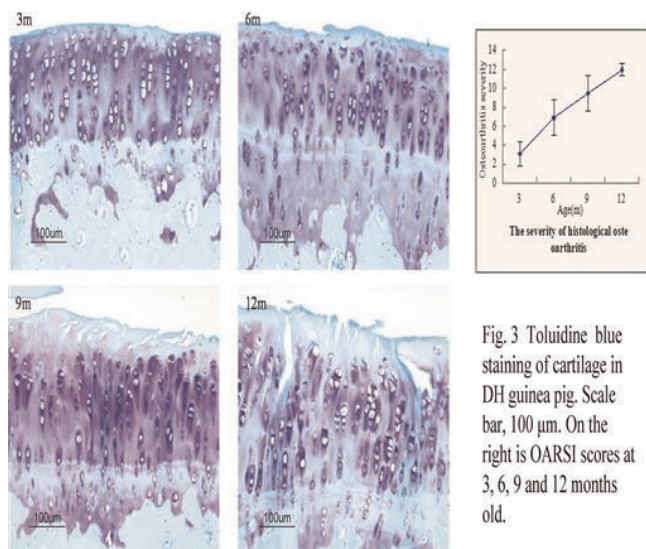 3m
6m
100um
100um
9m
12m
100um
100um
Osteoarthritis severity
14
12
10
8
6
4
2
0
3 6 9 12
Age(m)
The severity of histological oste
oarthritis
Fig. 3 Toluidine blue
staining of cartilage in
DH guinea pig. Scale
bar, 100 μm. On the
right is OARSI scores at
3, 6, 9 and 12 months
old.